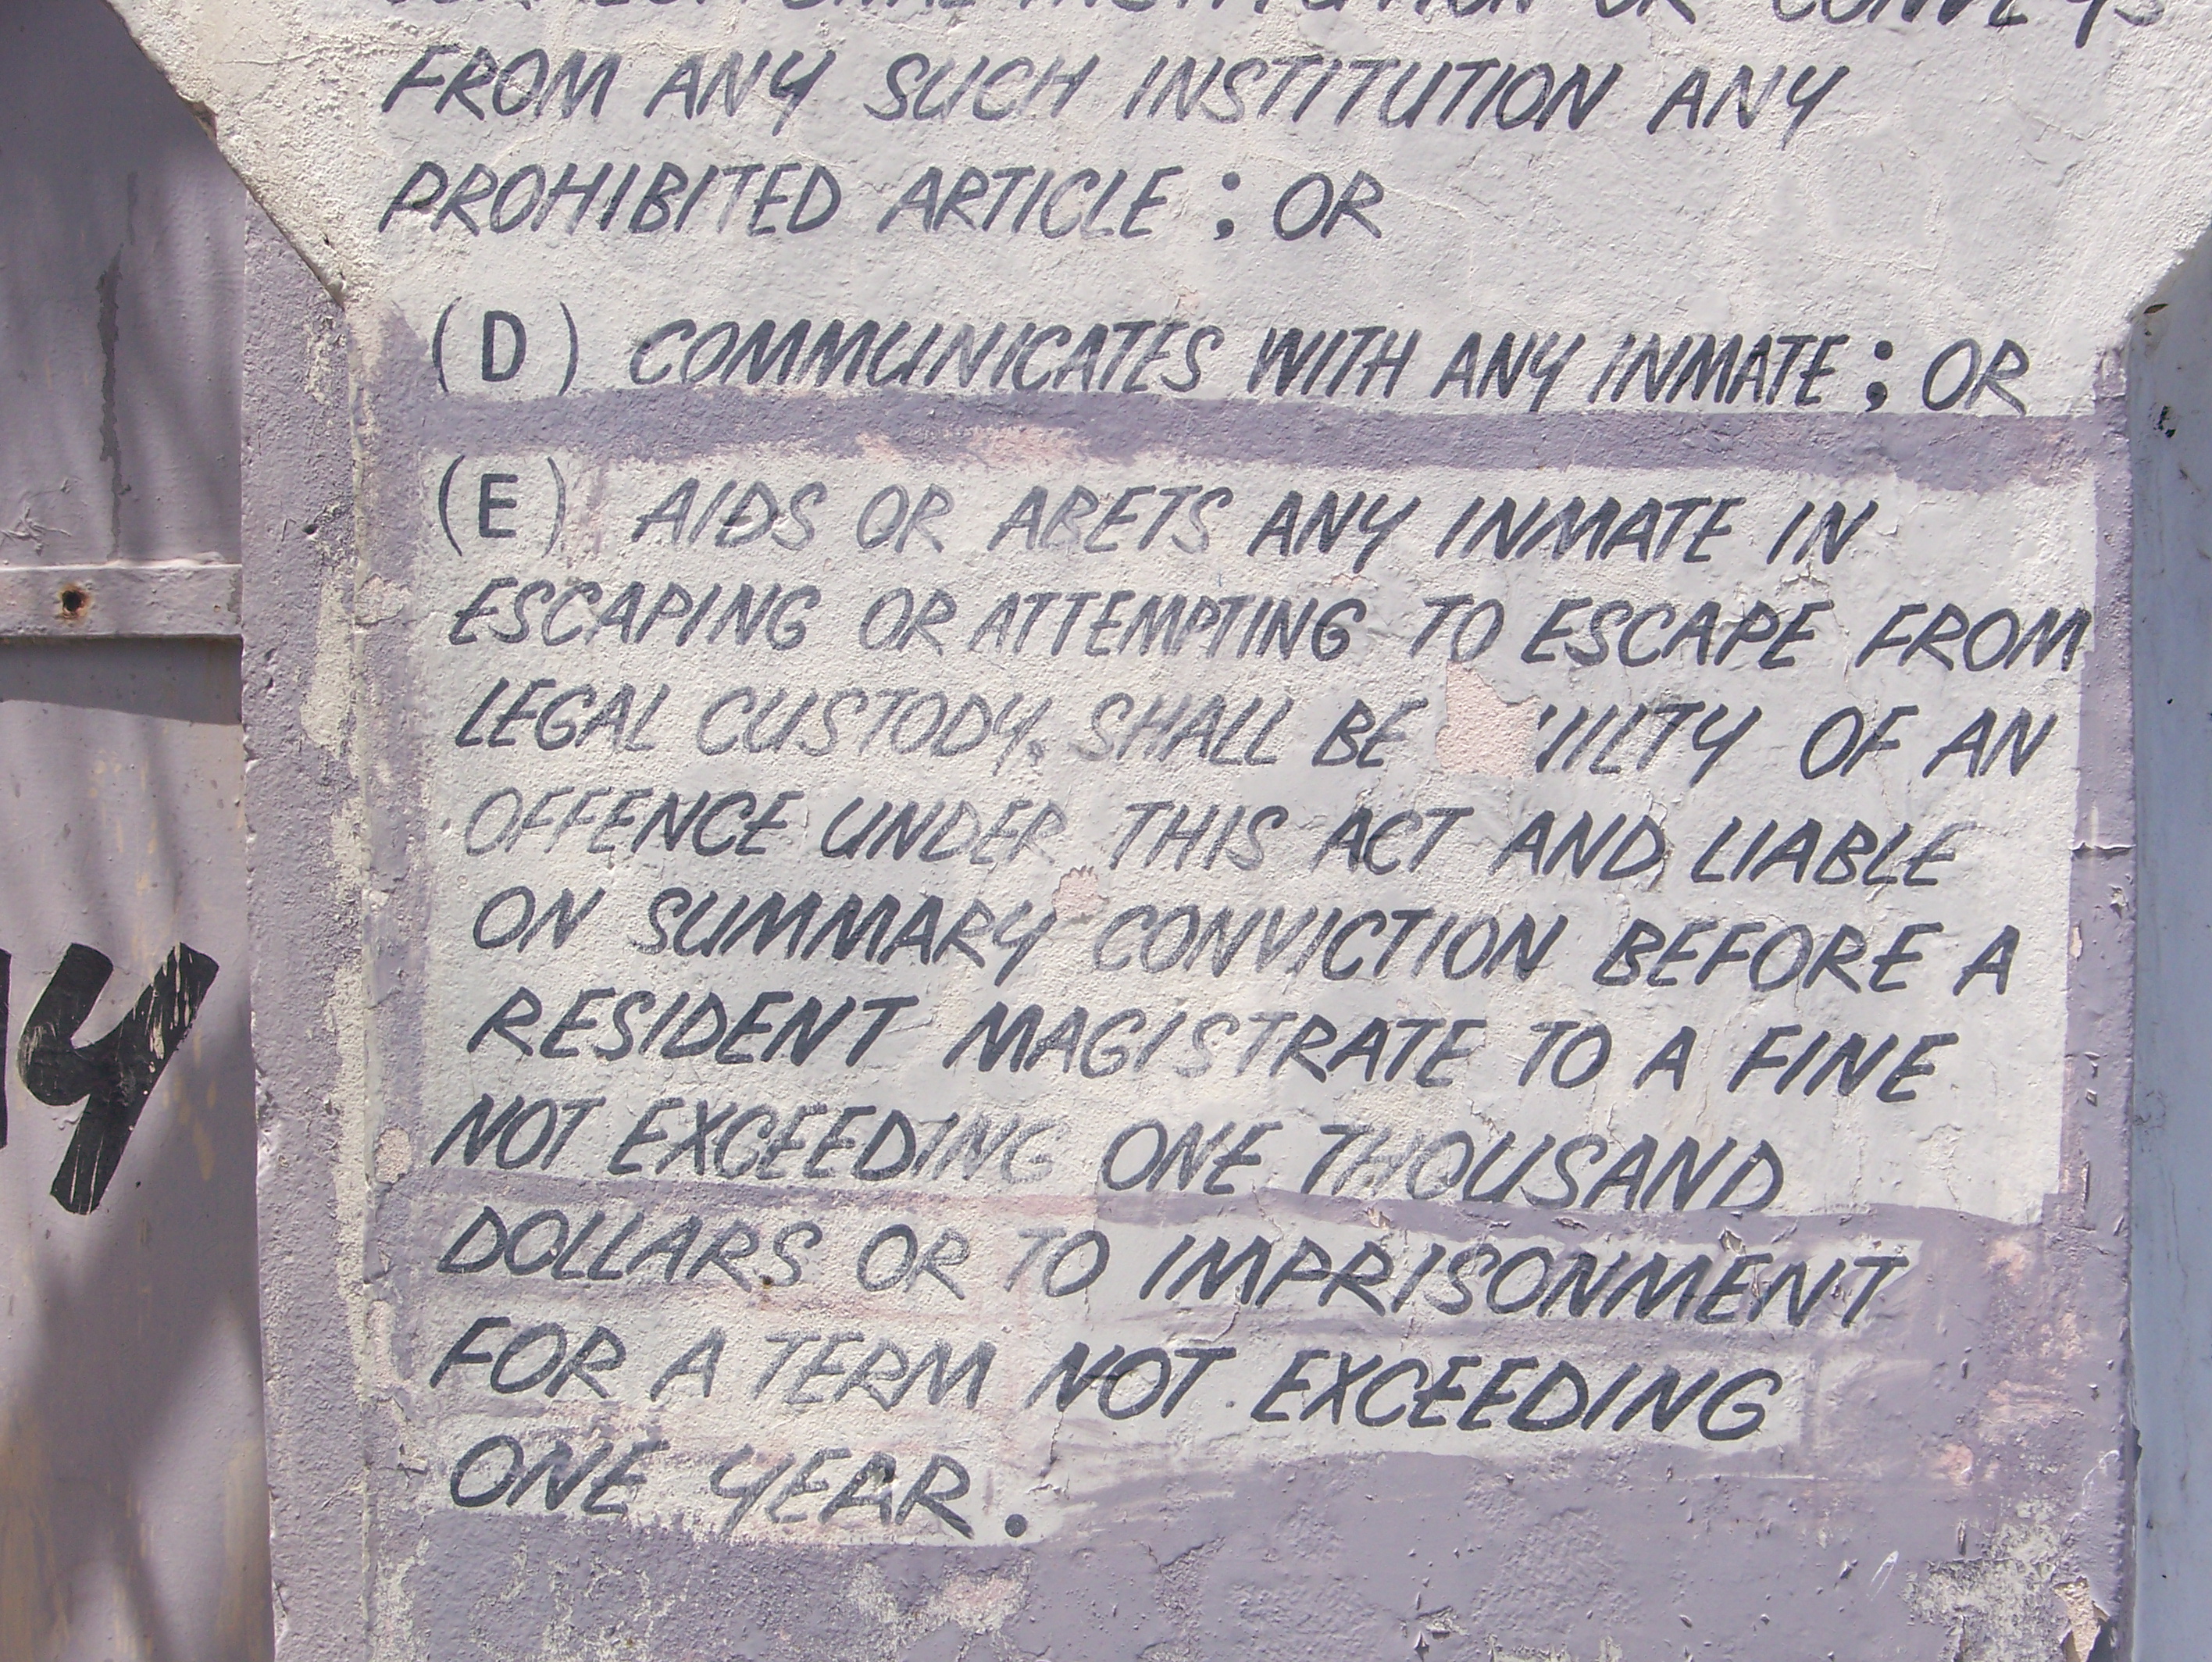 FROM ANY SUCH INSTITUTION ANY
PROHIBITED ARTICLE ; OR
(D) COMMUNICATES WITH ANY INMATE ; OR
(E) AIDS OR ABETS ANY INMATE IN
ESCAPING OR ATTEMPTING TO ESCAPE FROM
LEGAL CUSTODY, SHALL BE UILTY OF AN
OFFENCE UNDER THIS ACT AND LIABLE
ON SUMMARY CONVICTION BEFORE A
RESIDENT MAGISTRATE TO A FINE
NOT EXCEEDING ONE THOUSAND
DOLLARS OR TO IMPRISONMENT
FOR A TERM NOT EXCEEDING
ONE YEAR.